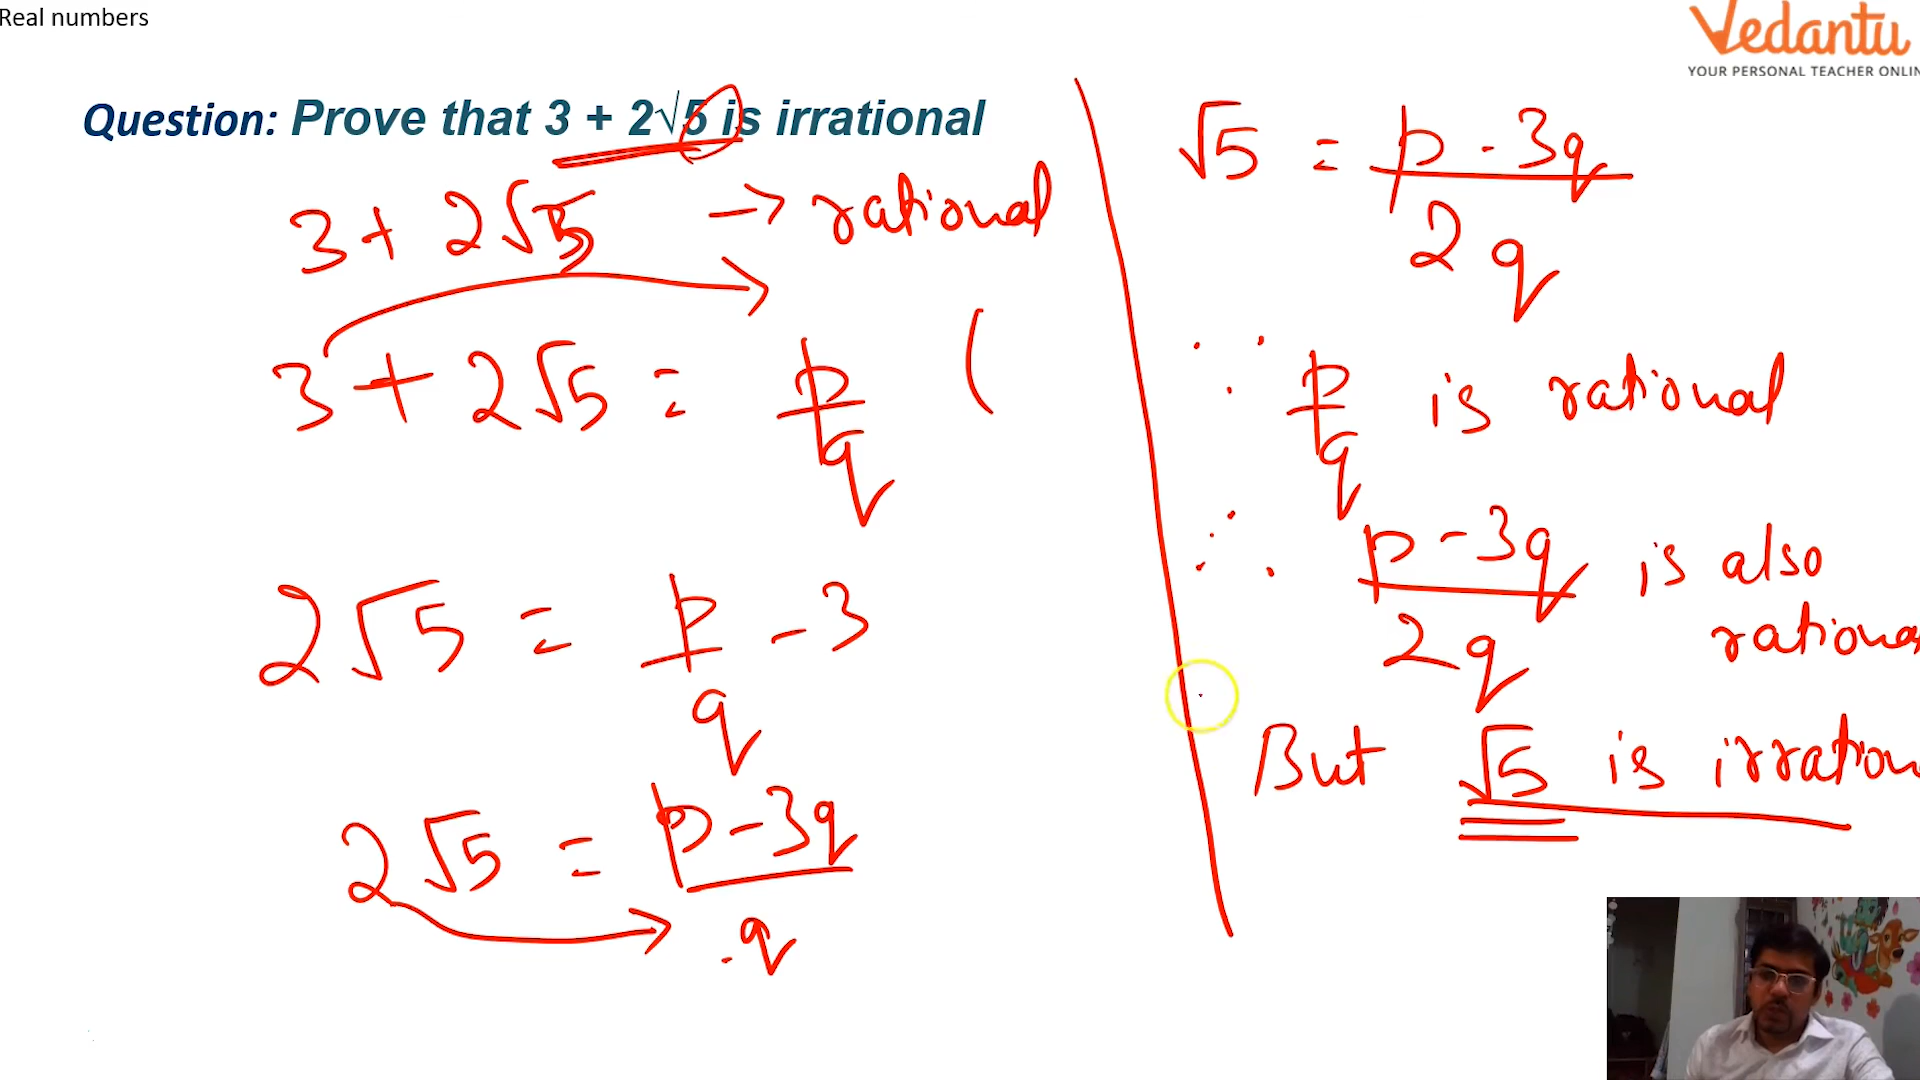 Real numbers
Vedantu
YOUR PERSONAL TEACHER ONLIN
Question: Prove that 3 + 2√5 is irrational
3 + 2√5 → rational
3 + 2√5 = p/q (
2√5 = p/q - 3
2√5 = p - 3q / q
√5 = p - 3q / 2q
∵ p/q is rational
∴ p - 3q / 2q is also
rational
But √5 is irration